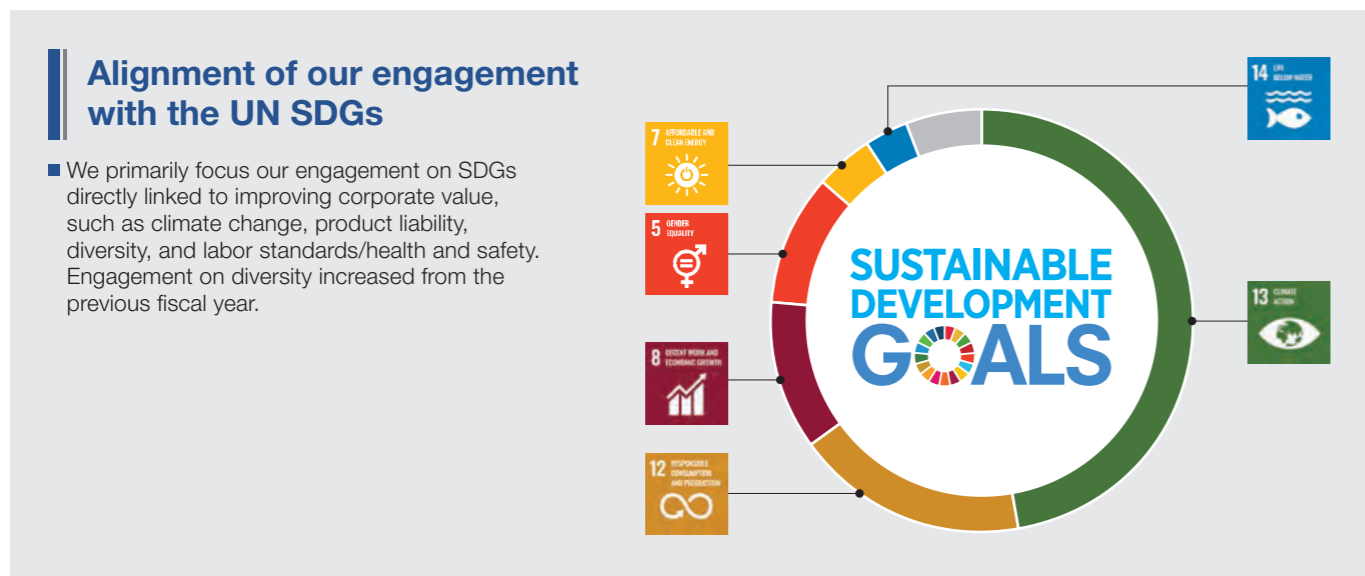 Alignment of our engagement
with the UN SDGs
We primarily focus our engagement on SDGs
directly linked to improving corporate value,
such as climate change, product liability,
diversity, and labor standards/health and safety.
Engagement on diversity increased from the
previous fiscal year.
7 AFFORDABLE AND
CLEAN ENERGY
5 GENDER
EQUALITY
8 DECENT WORK AND
ECONOMIC GROWTH
12 RESPONSIBLE
CONSUMPTION
AND PRODUCTION
SUSTAINABLE
DEVELOPMENT
GOALS
14 LIFE
BELOW WATER
13 CLIMATE
ACTION